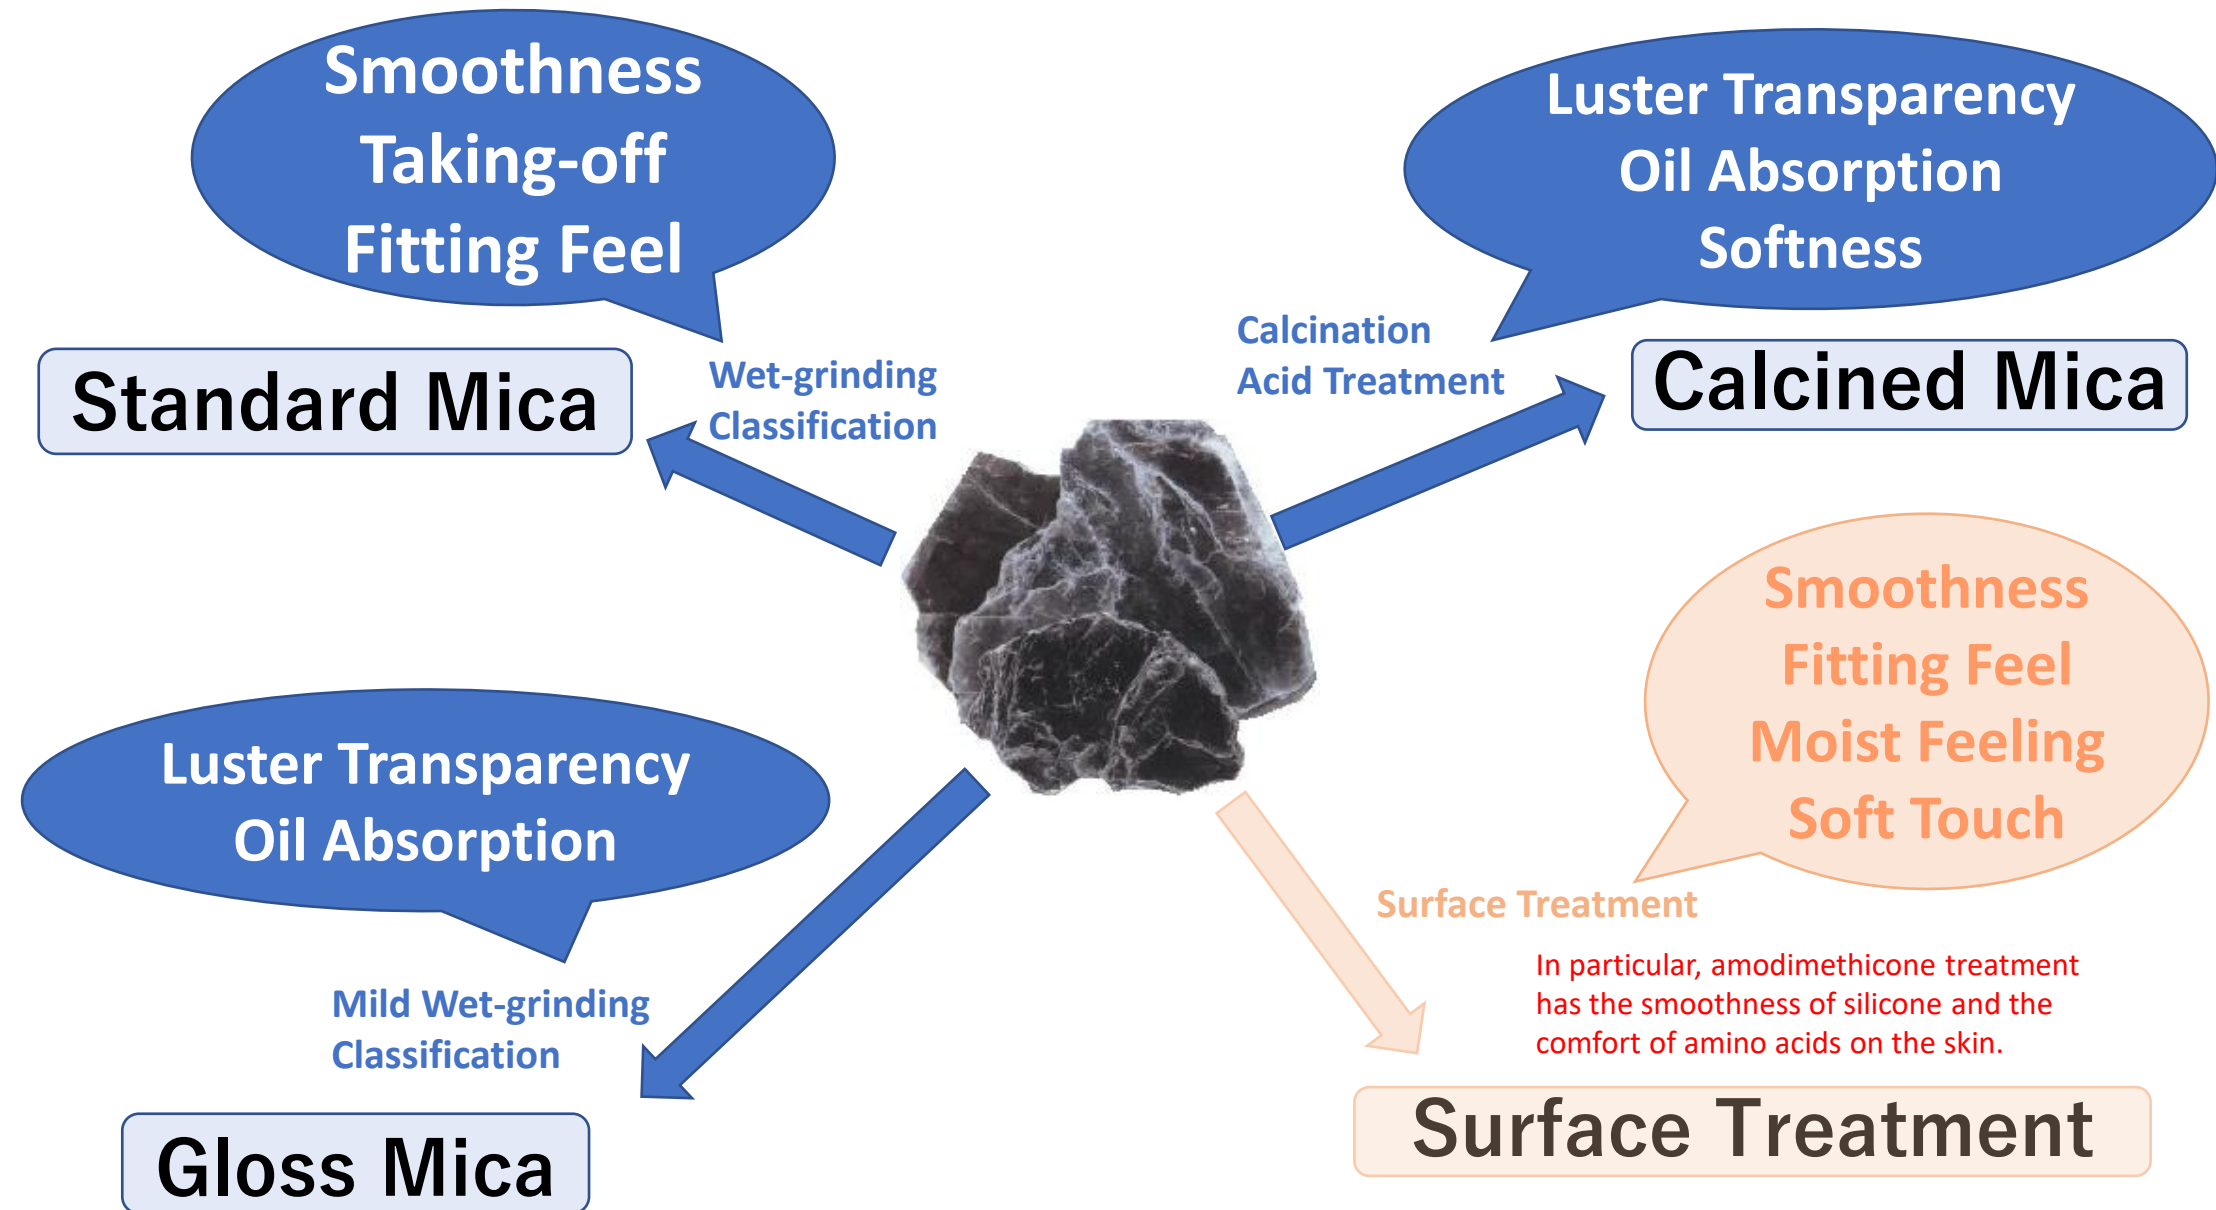 Smoothness
Taking-off
Fitting Feel
Standard Mica
Wet-grinding
Classification
Luster Transparency
Oil Absorption
Softness
Calcination
Acid Treatment
Calcined Mica
Luster Transparency
Oil Absorption
Mild Wet-grinding
Classification
Gloss Mica
Smoothness
Fitting Feel
Moist Feeling
Soft Touch
Surface Treatment
In particular, amodimethicone treatment
has the smoothness of silicone and the
comfort of amino acids on the skin.
Surface Treatment